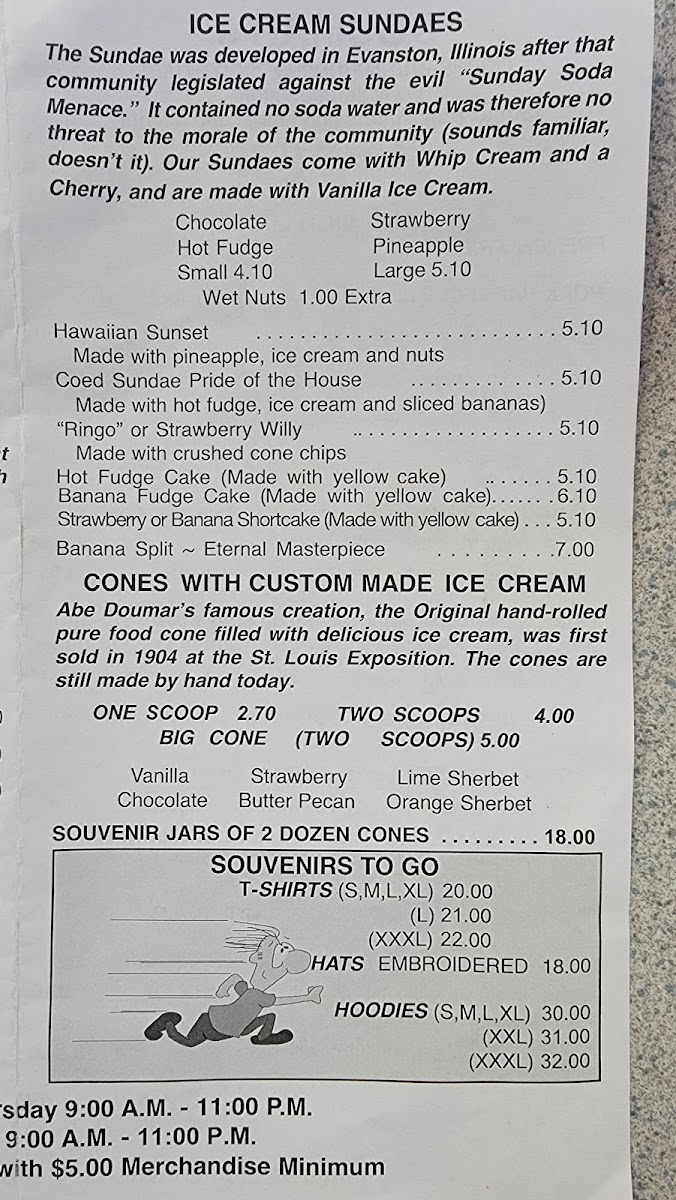 ICE CREAM SUNDAES
The Sundae was developed in Evanston, Illinois after that
community legislated against the evil “Sunday Soda
Menace.” It contained no soda water and was therefore no
threat to the morale of the community (sounds familiar,
doesn’t it). Our Sundaes come with Whip Cream and a
Cherry, and are made with Vanilla Ice Cream.
Chocolate Strawberry
Hot Fudge Pineapple
Small 4.10 Large 5.10
Wet Nuts 1.00 Extra
Hawaiian Sunset ............................ 5.10
Made with pineapple, ice cream and nuts
Coed Sundae Pride of the House .............. 5.10
Made with hot fudge, ice cream and sliced bananas)
“Ringo” or Strawberry Willy ................... 5.10
Made with crushed cone chips
Hot Fudge Cake (Made with yellow cake) ....... 5.10
Banana Fudge Cake (Made with yellow cake)....... 6.10
Strawberry or Banana Shortcake (Made with yellow cake) ... 5.10
Banana Split ~ Eternal Masterpiece ..........7.00
CONES WITH CUSTOM MADE ICE CREAM
Abe Doumar’s famous creation, the Original hand-rolled
pure food cone filled with delicious ice cream, was first
sold in 1904 at the St. Louis Exposition. The cones are
still made by hand today.
ONE SCOOP 2.70 TWO SCOOPS 4.00
BIG CONE (TWO SCOOPS) 5.00
Vanilla Strawberry Lime Sherbet
Chocolate Butter Pecan Orange Sherbet
SOUVENIR JARS OF 2 DOZEN CONES ......... 18.00
SOUVENIRS TO GO
T-SHIRTS (S,M,L,XL) 20.00
(L) 21.00
(XXXL) 22.00
HATS EMBROIDERED 18.00
HOODIES (S,M,L,XL) 30.00
(XXL) 31.00
(XXXL) 32.00
rsday 9:00 A.M. - 11:00 P.M.
9:00 A.M. - 11:00 P.M.
with $5.00 Merchandise Minimum